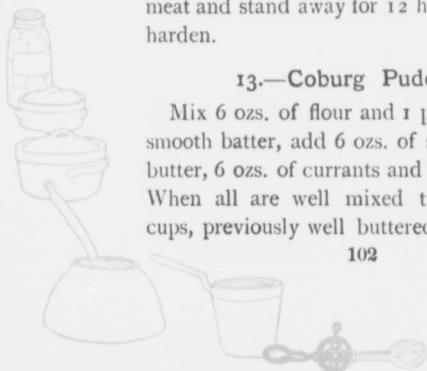 meat and stand away for 12 h
harden.
13.—Coburg Pudd
Mix 6 ozs. of flour and 1 p
smooth batter, add 6 ozs. of s
butter, 6 ozs. of currants and
When all are well mixed t
cups, previously well buttered
102